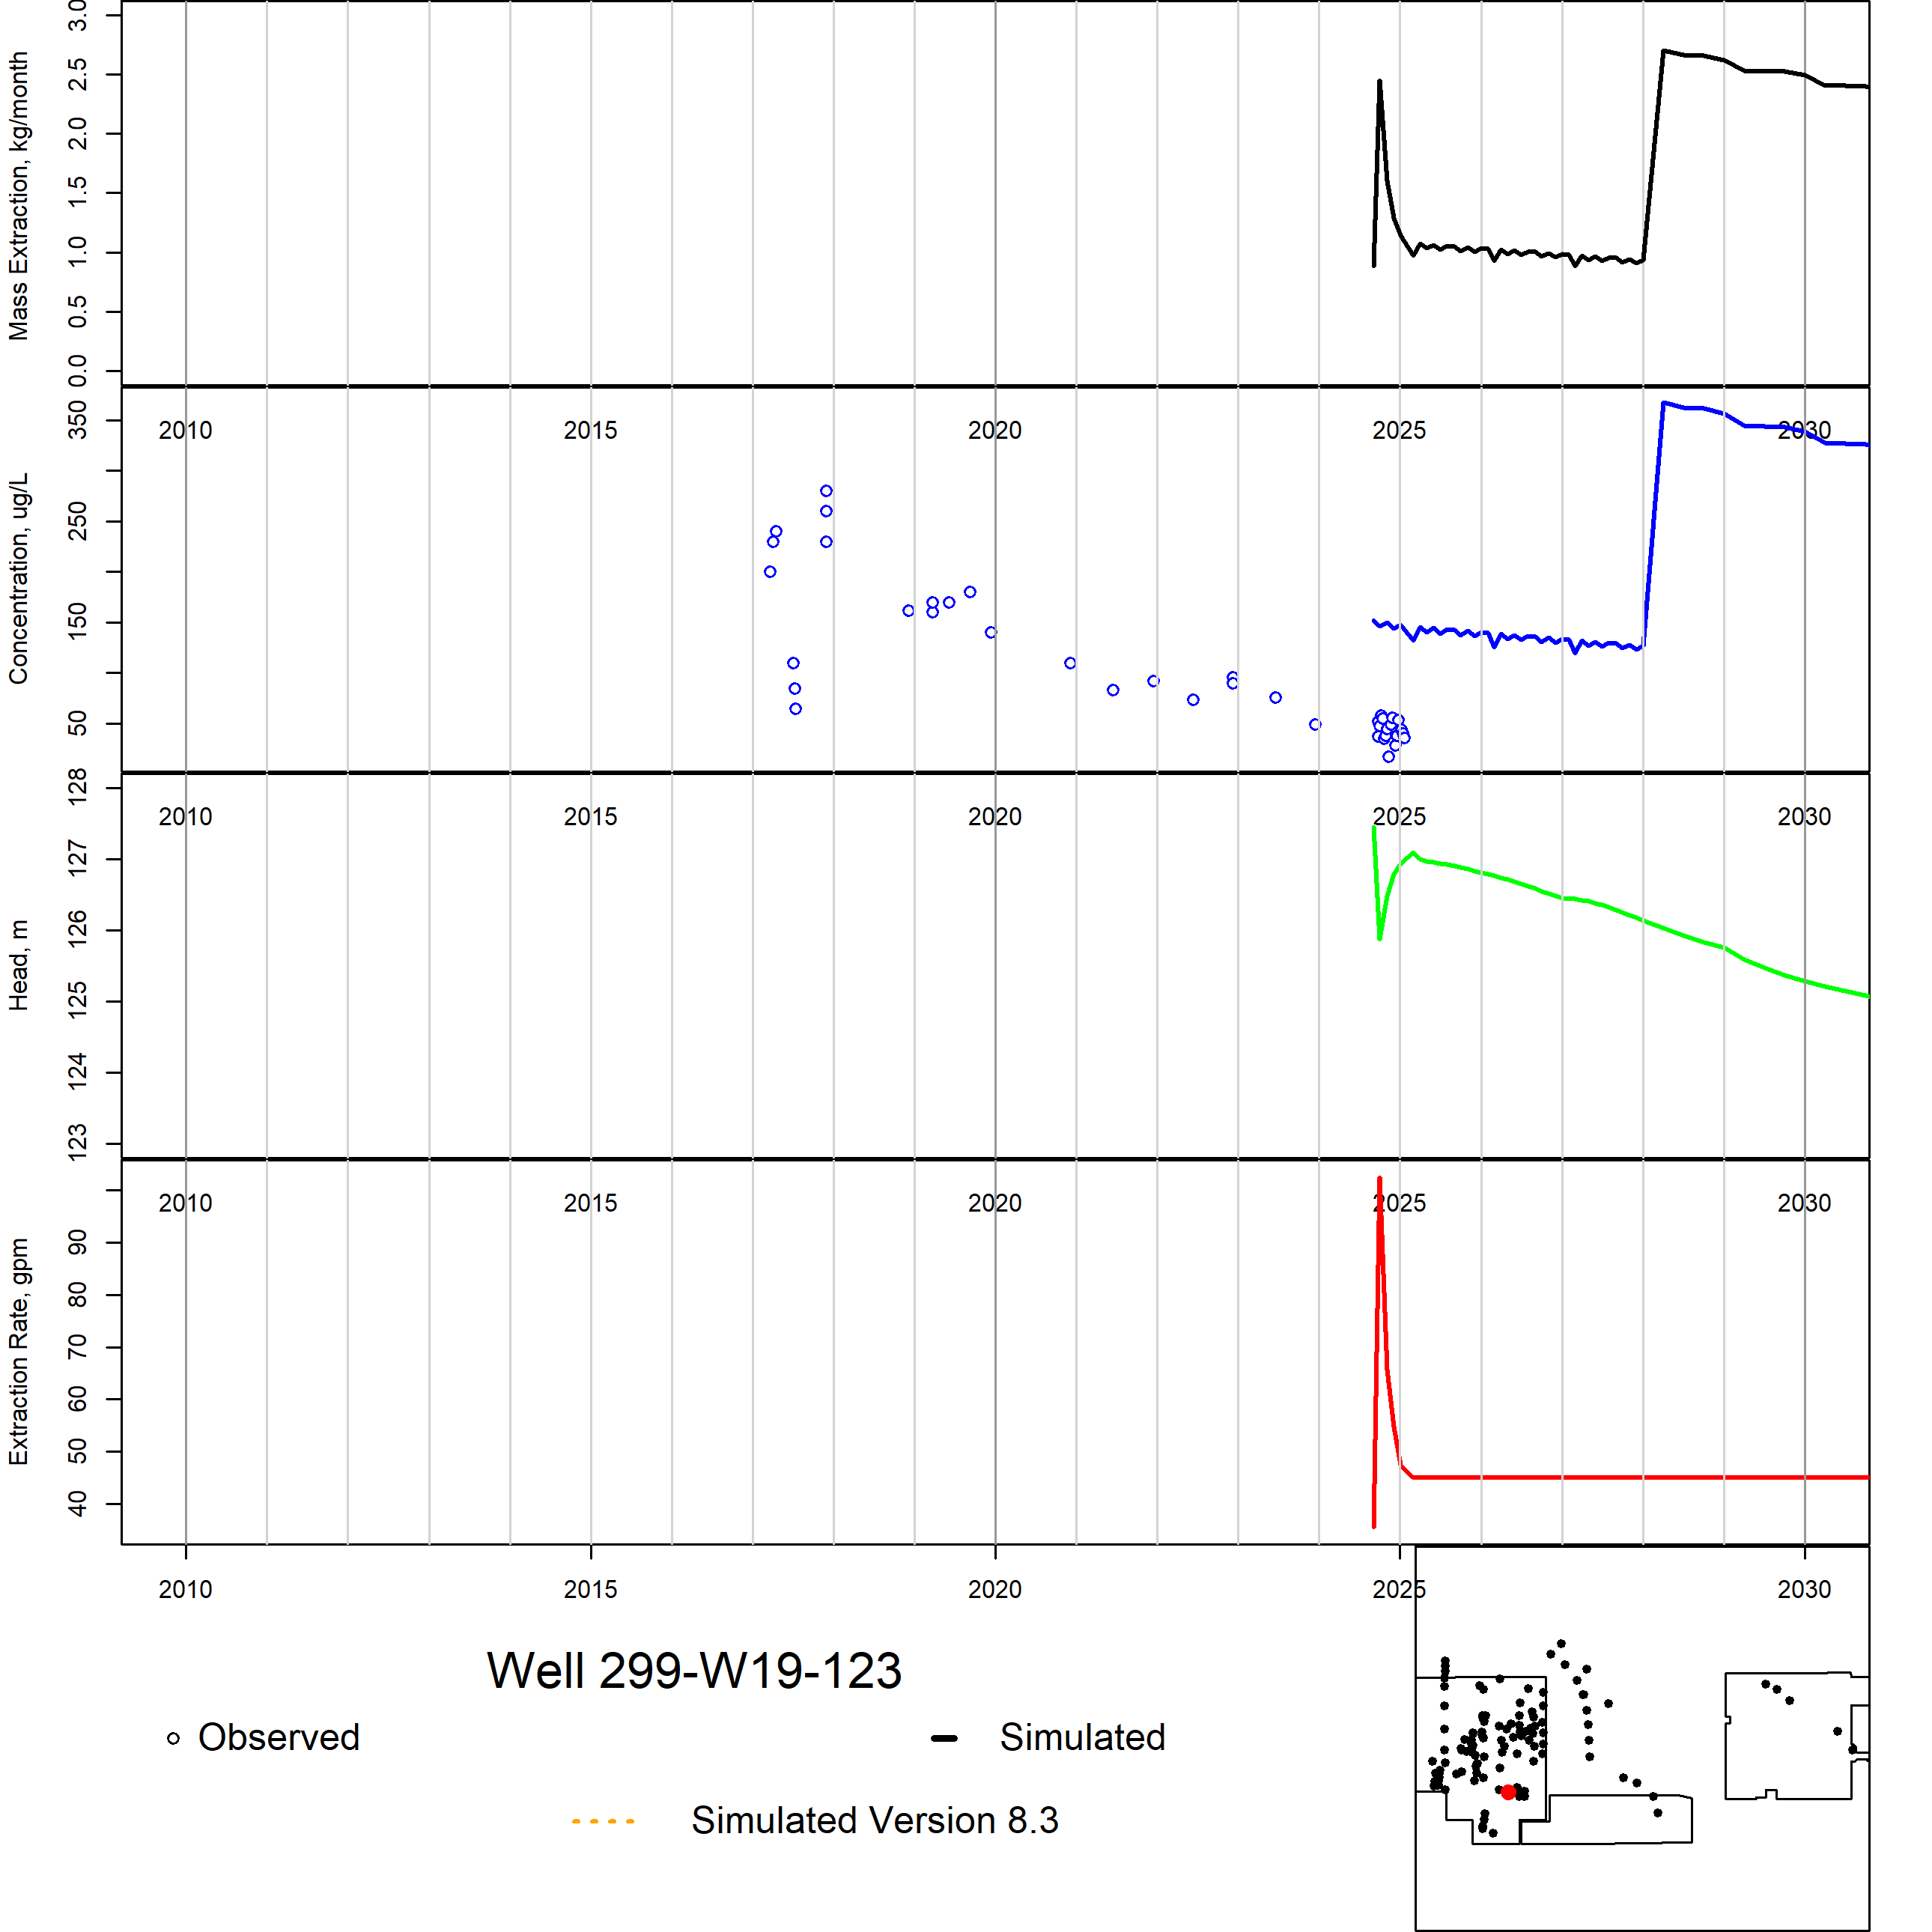 Mass Extraction, kg/month
0.0 0.5 1.0 1.5 2.0 2.5 3.0
2010 2015 2020 2025 2030
Concentration, ug/L
50 150 250 350
2010 2015 2020 2025 2030
Head, m
123 124 125 126 127 128
2010 2015 2020 2025 2030
Extraction Rate, gpm
40 50 60 70 80 90
2010 2015 2020 2025 2030
Well 299-W19-123
Observed
Simulated
Simulated Version 8.3